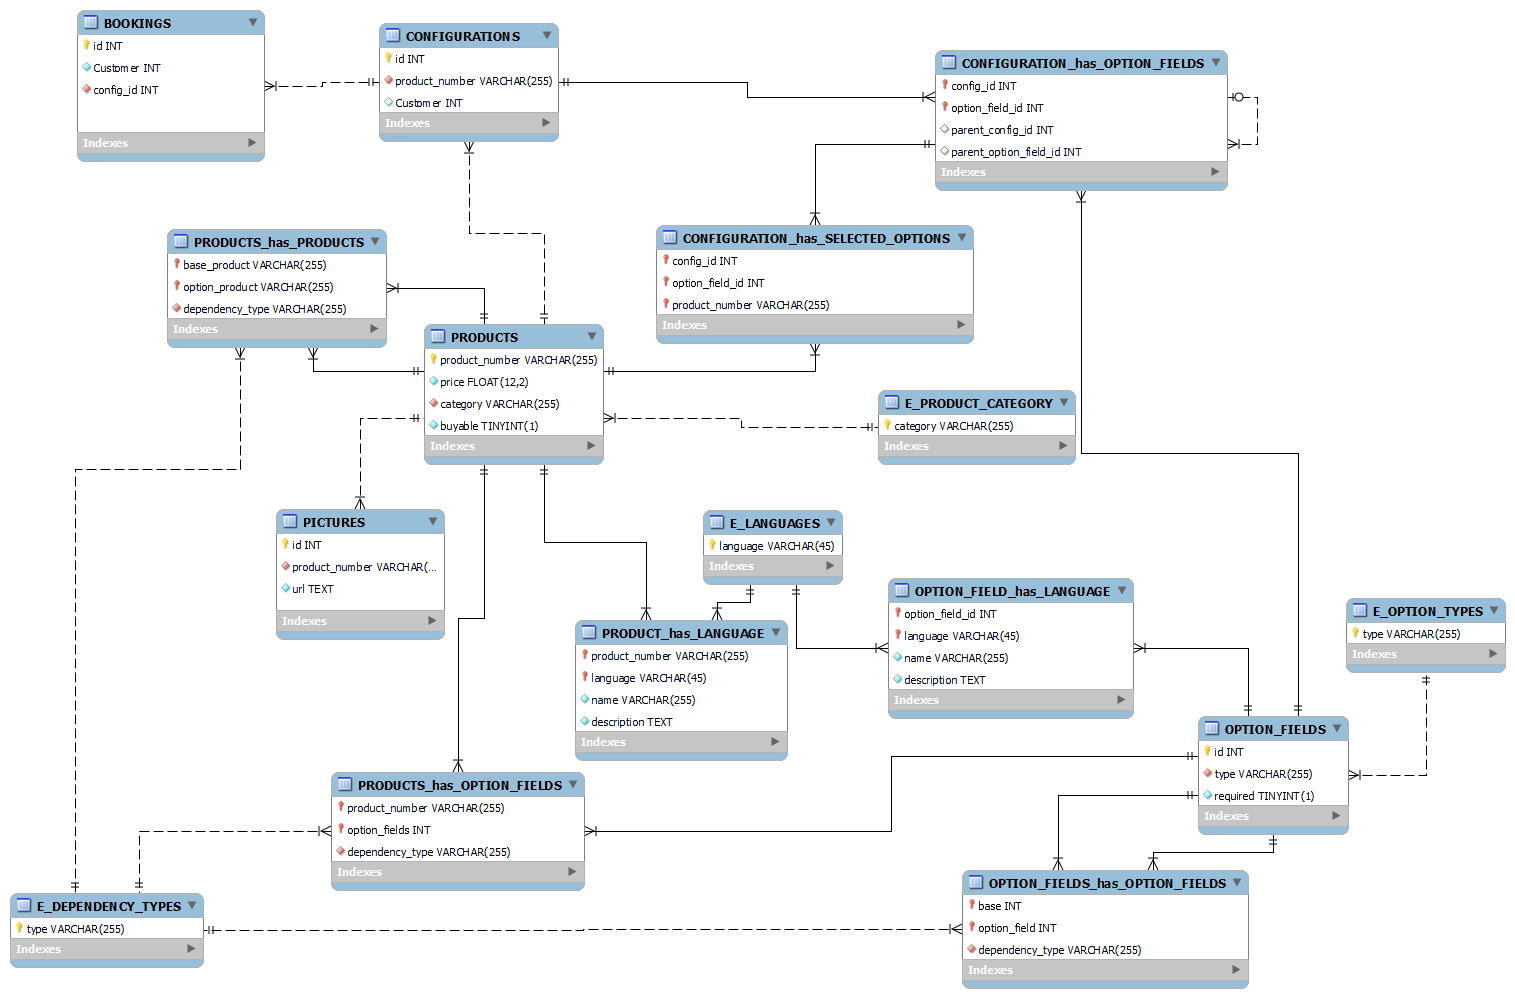 BOOKINGS
id INT
Customer INT
config_id INT
Indexes
CONFIGURATIONS
id INT
product_number VARCHAR(255)
Customer INT
Indexes
CONFIGURATION_has_OPTION_FIELDS
config_id INT
option_field_id INT
parent_config_id INT
parent_option_field_id INT
Indexes
PRODUCTS_has_PRODUCTS
base_product VARCHAR(255)
option_product VARCHAR(255)
dependency_type VARCHAR(255)
Indexes
CONFIGURATION_has_SELECTED_OPTIONS
config_id INT
option_field_id INT
product_number VARCHAR(255)
Indexes
PRODUCTS
product_number VARCHAR(255)
price FLOAT(12,2)
category VARCHAR(255)
buyable TINYINT(1)
Indexes
E_PRODUCT_CATEGORY
category VARCHAR(255)
Indexes
PICTURES
id INT
product_number VARCHAR(...
url TEXT
Indexes
E_LANGUAGES
language VARCHAR(45)
Indexes
OPTION_FIELD_has_LANGUAGE
option_field_id INT
language VARCHAR(45)
name VARCHAR(255)
description TEXT
Indexes
E_OPTION_TYPES
type VARCHAR(255)
Indexes
PRODUCT_has_LANGUAGE
product_number VARCHAR(255)
language VARCHAR(45)
name VARCHAR(255)
description TEXT
Indexes
OPTION_FIELDS
id INT
type VARCHAR(255)
required TINYINT(1)
Indexes
PRODUCTS_has_OPTION_FIELDS
product_number VARCHAR(255)
option_fields INT
dependency_type VARCHAR(255)
Indexes
OPTION_FIELDS_has_OPTION_FIELDS
base INT
option_field INT
dependency_type VARCHAR(255)
Indexes
E_DEPENDENCY_TYPES
type VARCHAR(255)
Indexes